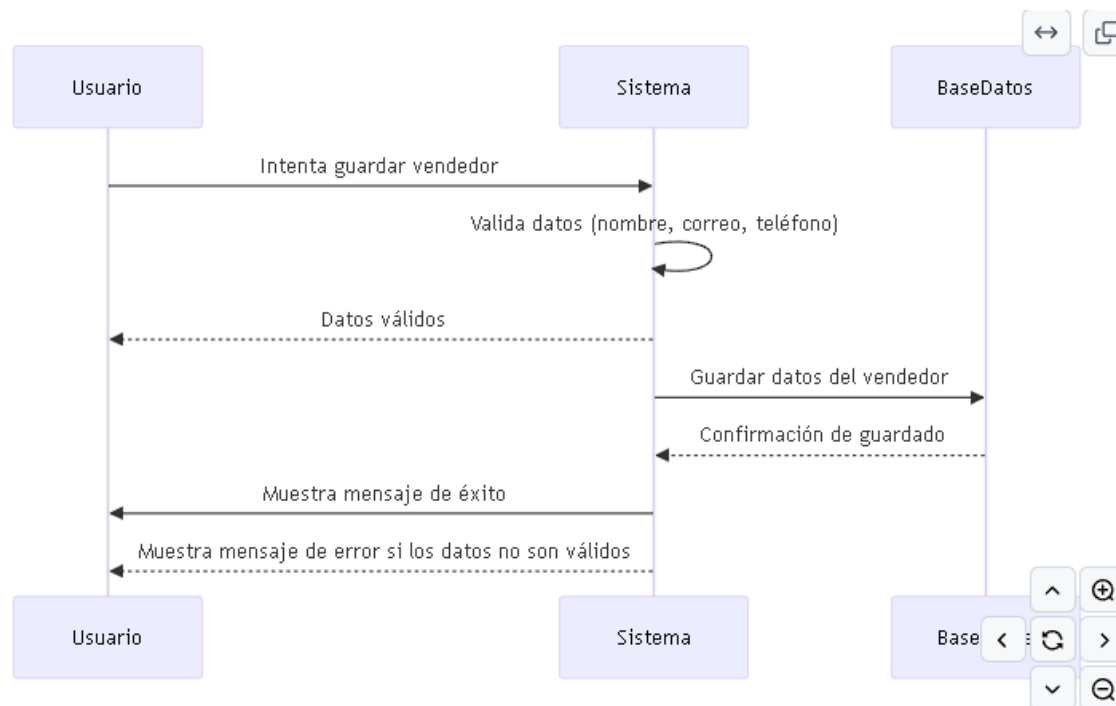 Usuario
Sistema
BaseDatos
Intenta guardar vendedor
Valida datos (nombre, correo, teléfono)
Datos válidos
Guardar datos del vendedor
Confirmación de guardado
Muestra mensaje de éxito
Muestra mensaje de error si los datos no son válidos
Usuario
Sistema
Base